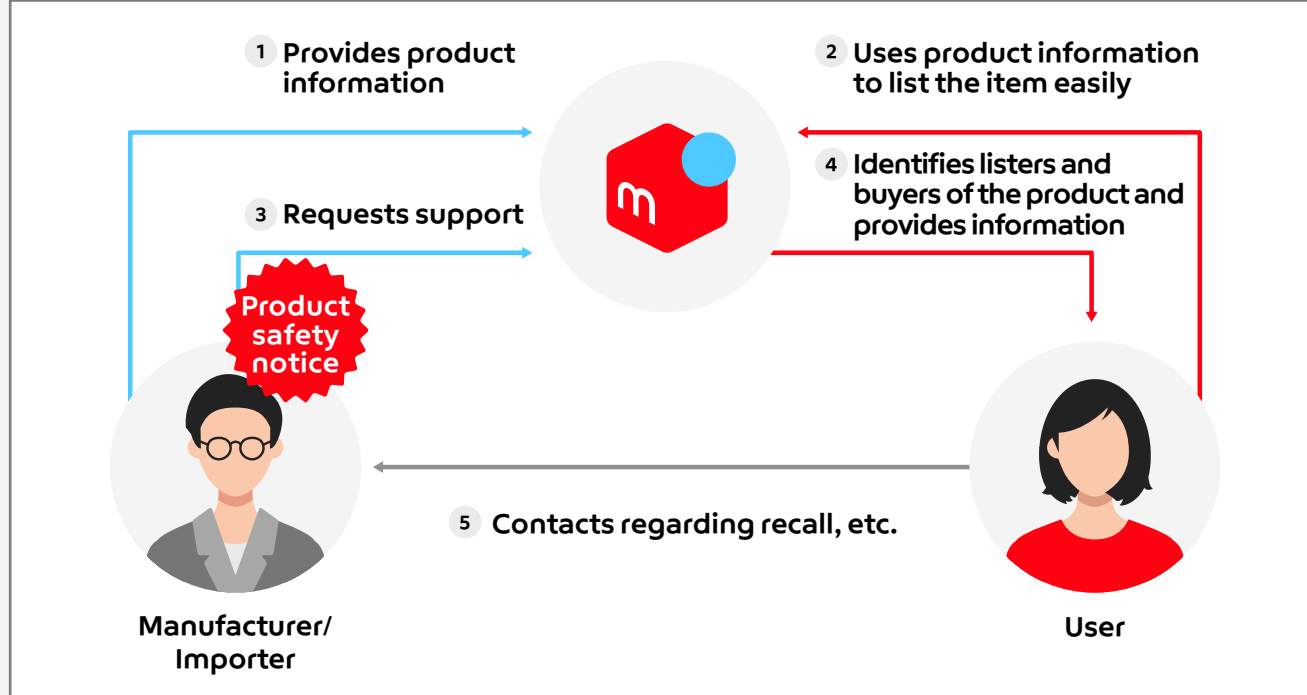 1 Provides product
information
2 Uses product information
to list the item easily
m
3 Requests support
4 Identifies listers and
buyers of the product and
provides information
Product
safety
notice
5 Contacts regarding recall, etc.
Manufacturer/
Importer
User